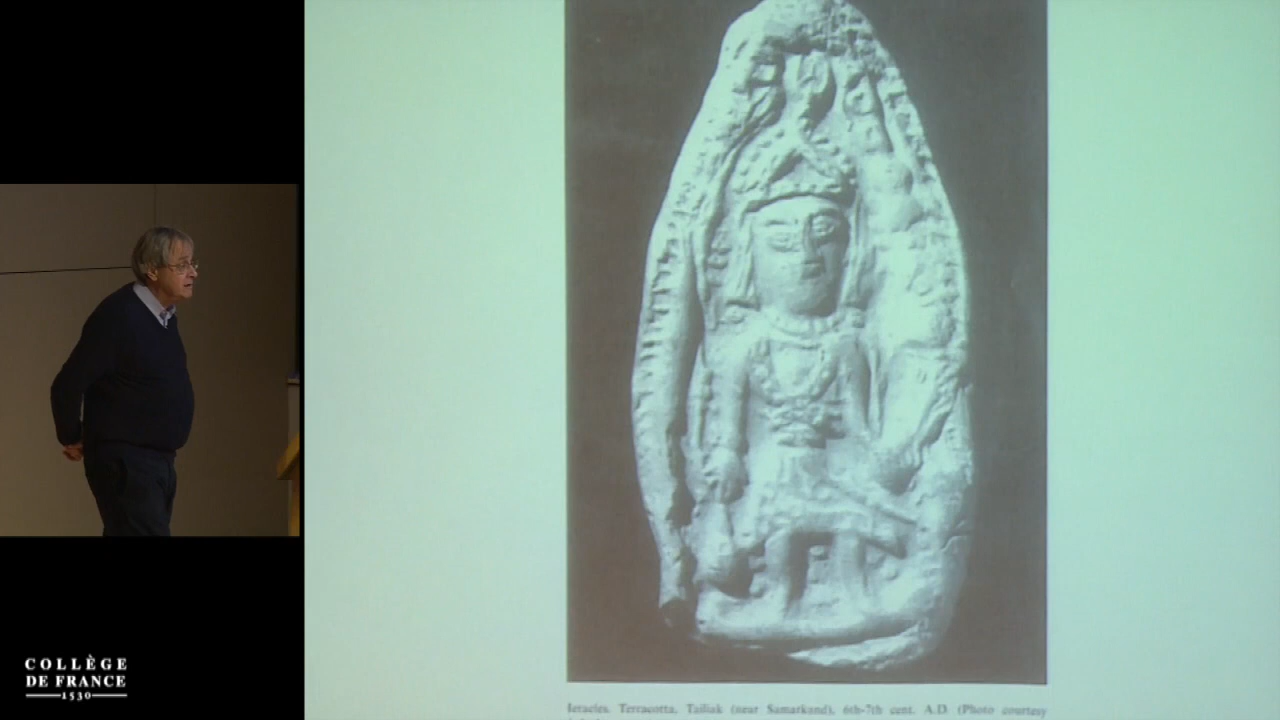 COLLÈGE
DE FRANCE
1530
Heracles. Terracotta, Tailiak (near Samarkand), 6th-7th cent. A.D. (Photo courtesy